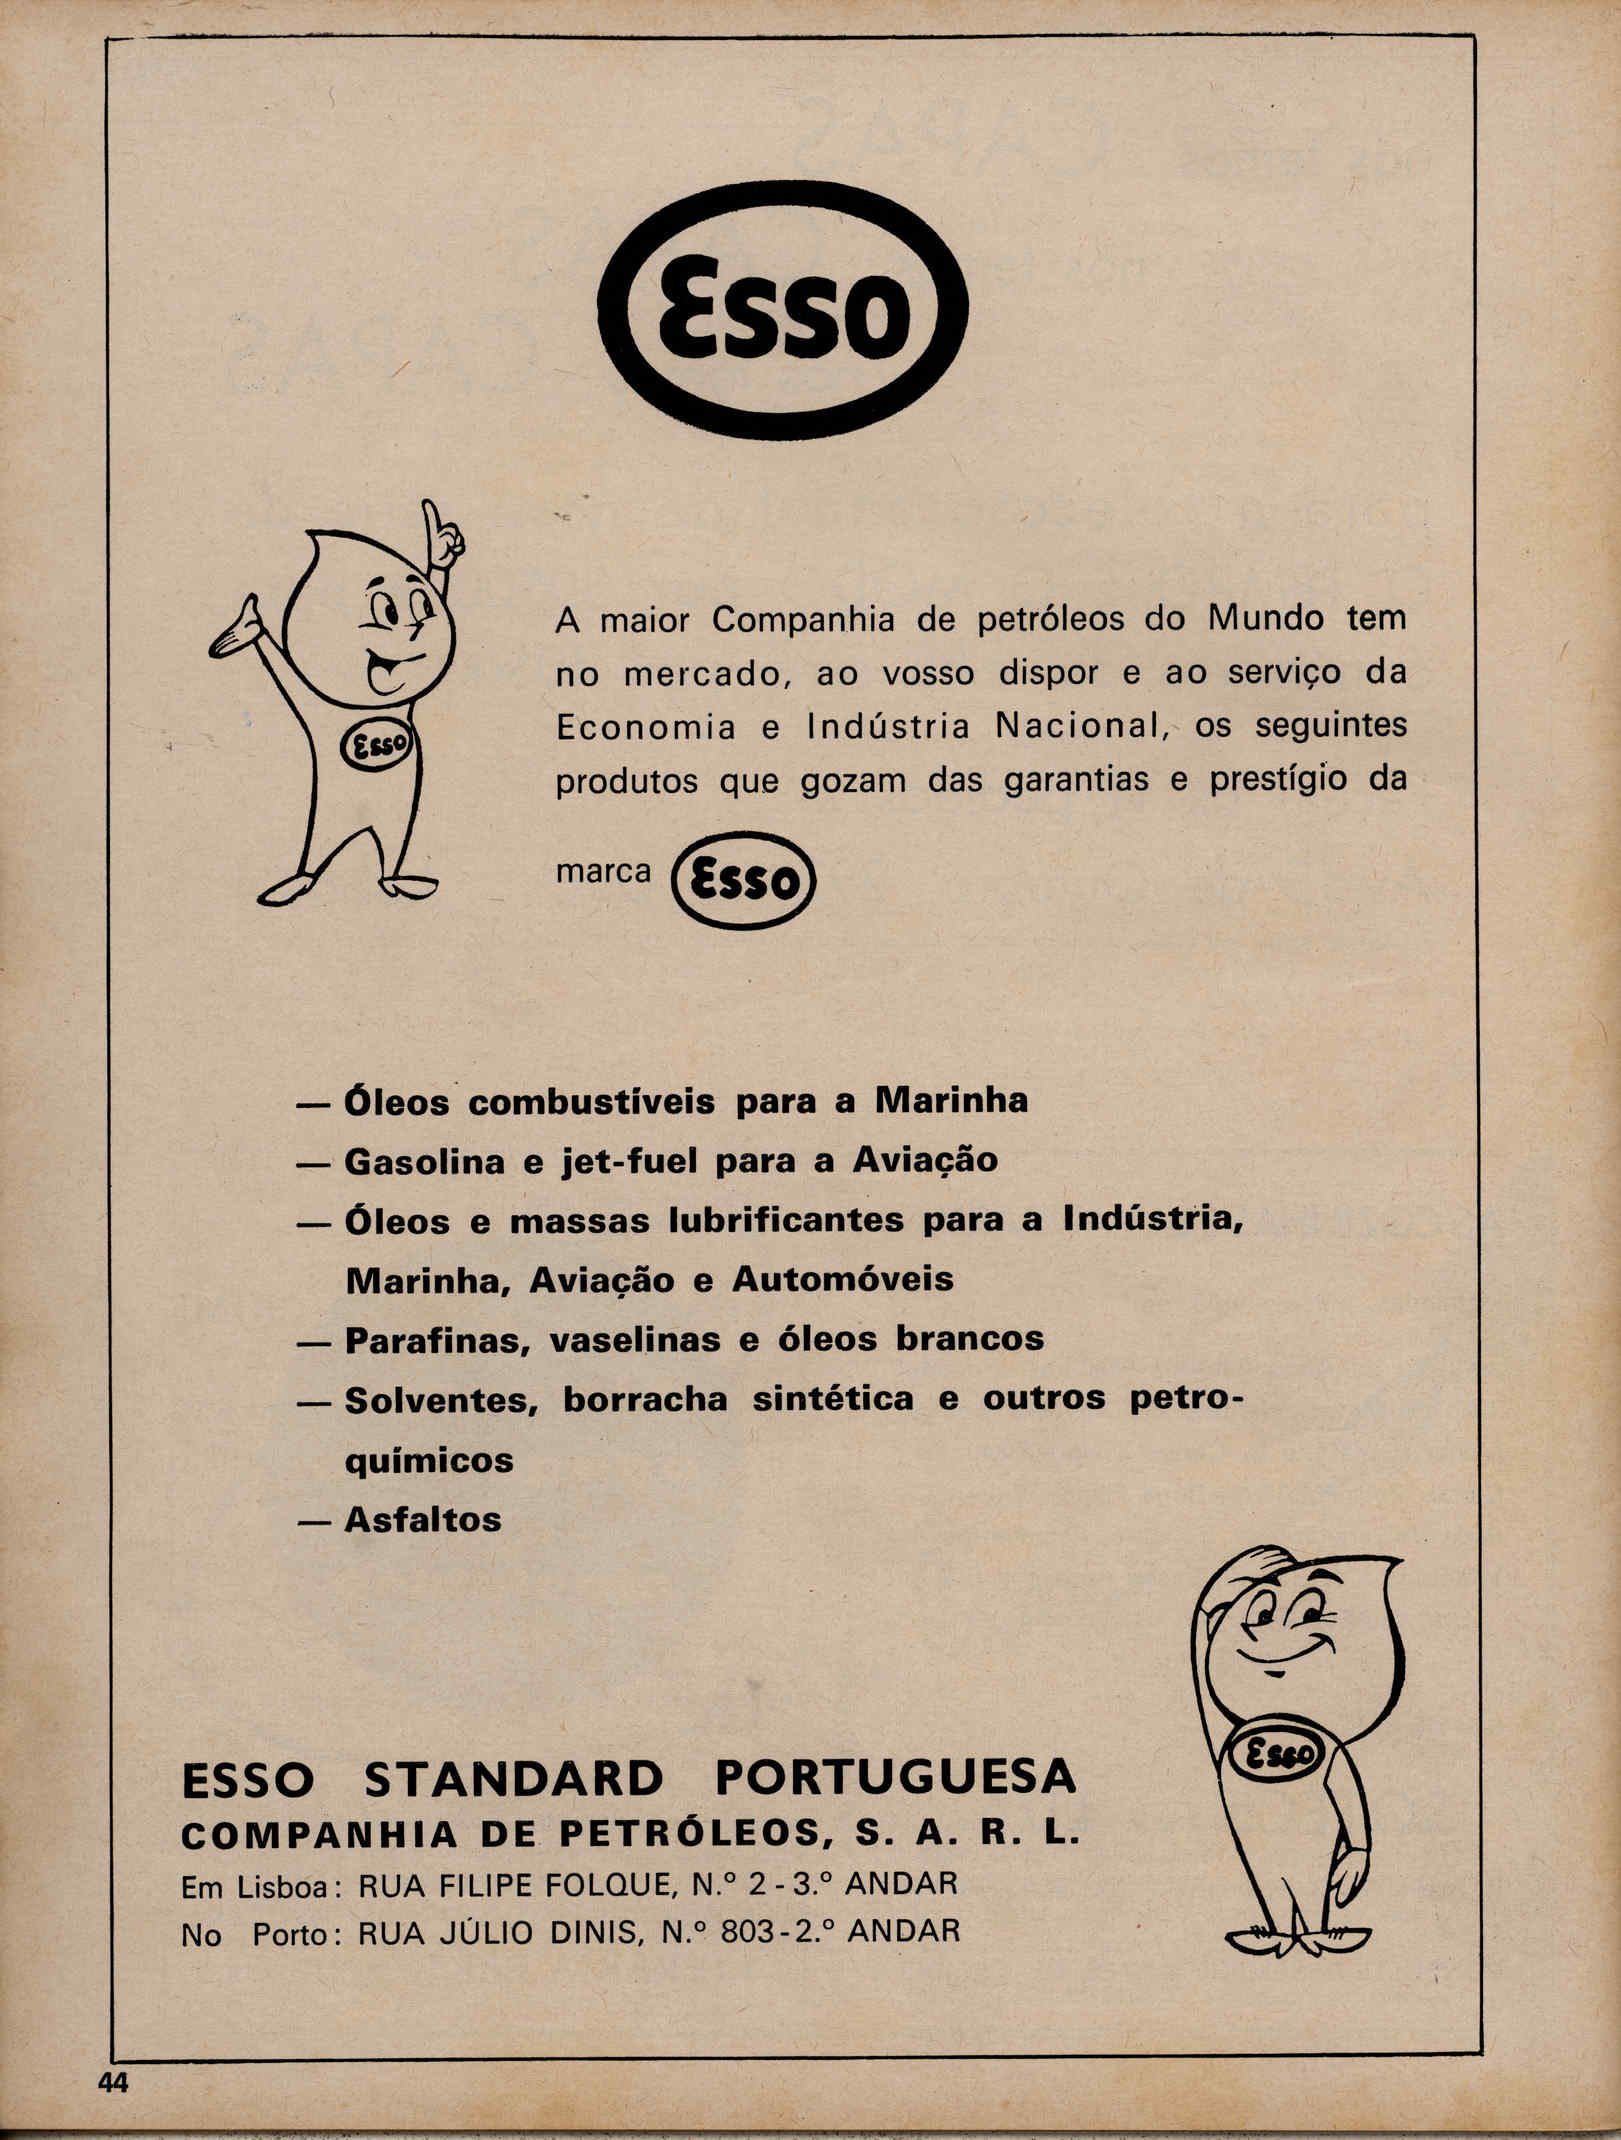 Esso
A maior Companhia de petróleos do Mundo tem
no mercado, ao vosso dispor e ao serviço da
Economia e Indústria Nacional, os seguintes
produtos que gozam das garantias e prestígio da
marca Esso
Esso
— Óleos combustíveis para a Marinha
— Gasolina e jet-fuel para a Aviação
— Óleos e massas lubrificantes para a Indústria,
Marinha, Aviação e Automóveis
— Parafinas, vaselinas e óleos brancos
— Solventes, borracha sintética e outros petro-
químicos
— Asfaltos
Esso
ESSO STANDARD PORTUGUESA
COMPANHIA DE PETRÓLEOS, S. A. R. L.
Em Lisboa: RUA FILIPE FOLQUE, N.º 2-3.º ANDAR
No Porto: RUA JÚLIO DINIS, N.º 803-2.º ANDAR
44